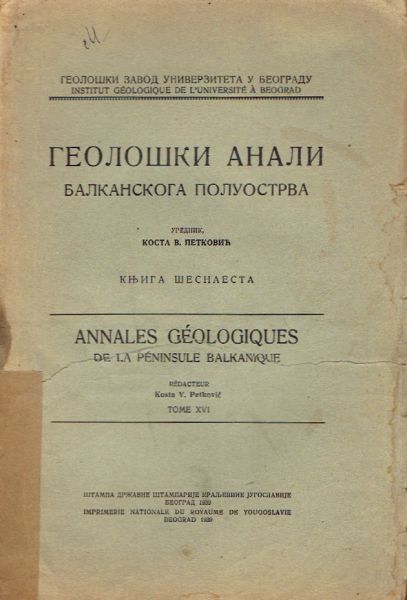 ГЕОЛОШКИ ЗАВОД УНИВЕРЗИТЕТА У БЕОГРАДУ
INSTITUT GÉOLOGIQUE DE L'UNIVERSITÉ À BEOGRAD
ГЕОЛОШКИ АНАЛИ
БАЛКАНСКОГА ПОЛУОСТРВА
УРЕДНИК,
КОСТА В. ПЕТКОВИЋ
КЊИГА ШЕСНАЕСТА
ANNALES GÉOLOGIQUES
DE LA PÉNINSULE BALKANIQUE
RÉDACTEUR
Kosta V. Petkovič
TOME XVI
ШТАМПА ДРЖАВНЕ ШТАМПАРИЈЕ КРАЉЕВИНЕ ЈУГОСЛАВИЈЕ
БЕОГРАД 1939
IMPRIMERIE NATIONALE DU ROYAUME DE YOUGOSLAVIE
BEOGRAD 1939